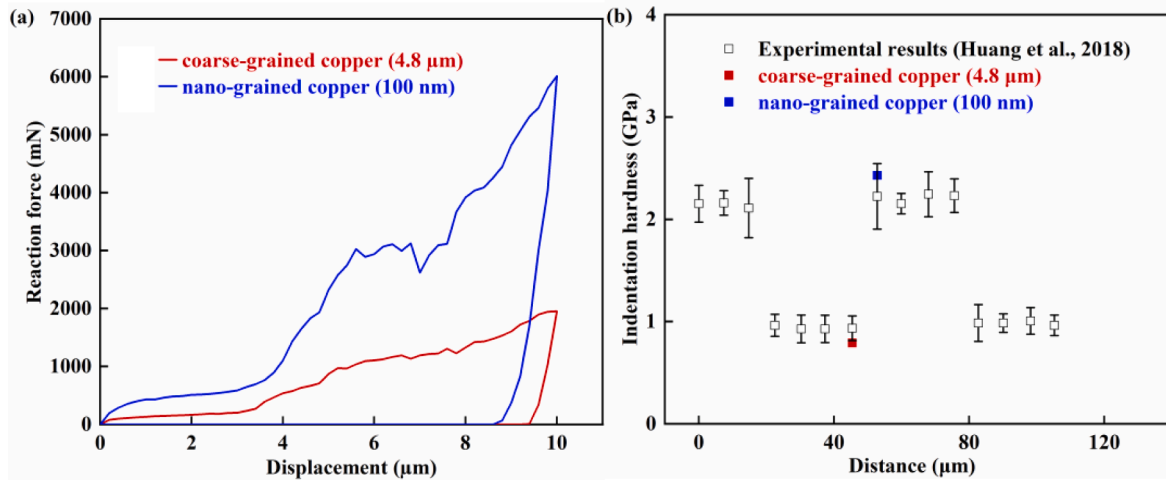 (a)
7000
6000
5000
4000
3000
2000
1000
0
Reaction force (mN)
coarse-grained copper (4.8 μm)
nano-grained copper (100 nm)
0 2 4 6 8 10
Displacement (μm)
(b)
4
3
2
1
0
Indentation hardness (GPa)
Experimental results (Huang et al., 2018)
coarse-grained copper (4.8 μm)
nano-grained copper (100 nm)
0 40 80 120
Distance (μm)